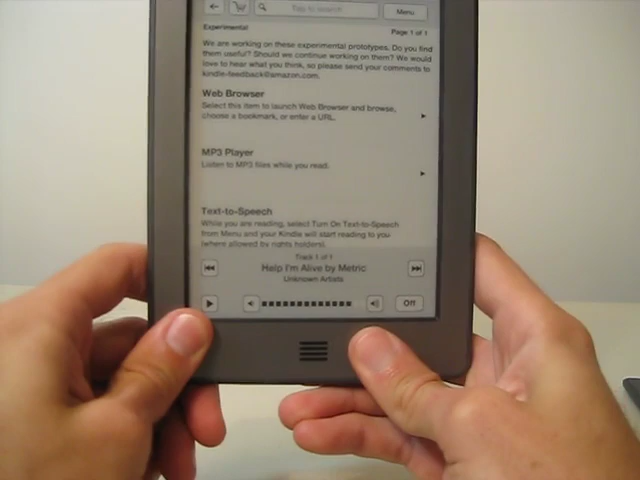 Tap to search
Menu
Experimental
Page 1 of 1
We are working on these experimental prototypes. Do you find
them useful? Should we continue working on them? We would
love to hear what you think, so please send your comments to
kindle-feedback@amazon.com.
Web Browser
Select this item to launch Web Browser and browse,
choose a bookmark, or enter a URL.
MP3 Player
Listen to MP3 files while you read.
Text-to-Speech
While you are reading, select Turn On Text-to-Speech
from Menu and your Kindle will start reading to you
(where allowed by rights holders).
Track 1 of 1
Help I'm Alive by Metric
Unknown Artists
Off